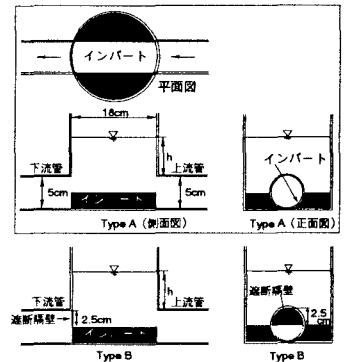 インバート
平面図
18cm
h
下流管
上流管
インバート
5cm
5cm
インバート
Type A (側面図)
Type A (正面図)
下流管
上流管
h
遮断隔壁
遮断隔壁
2.5cm
2.5
cm
インバート
Type B
Type B